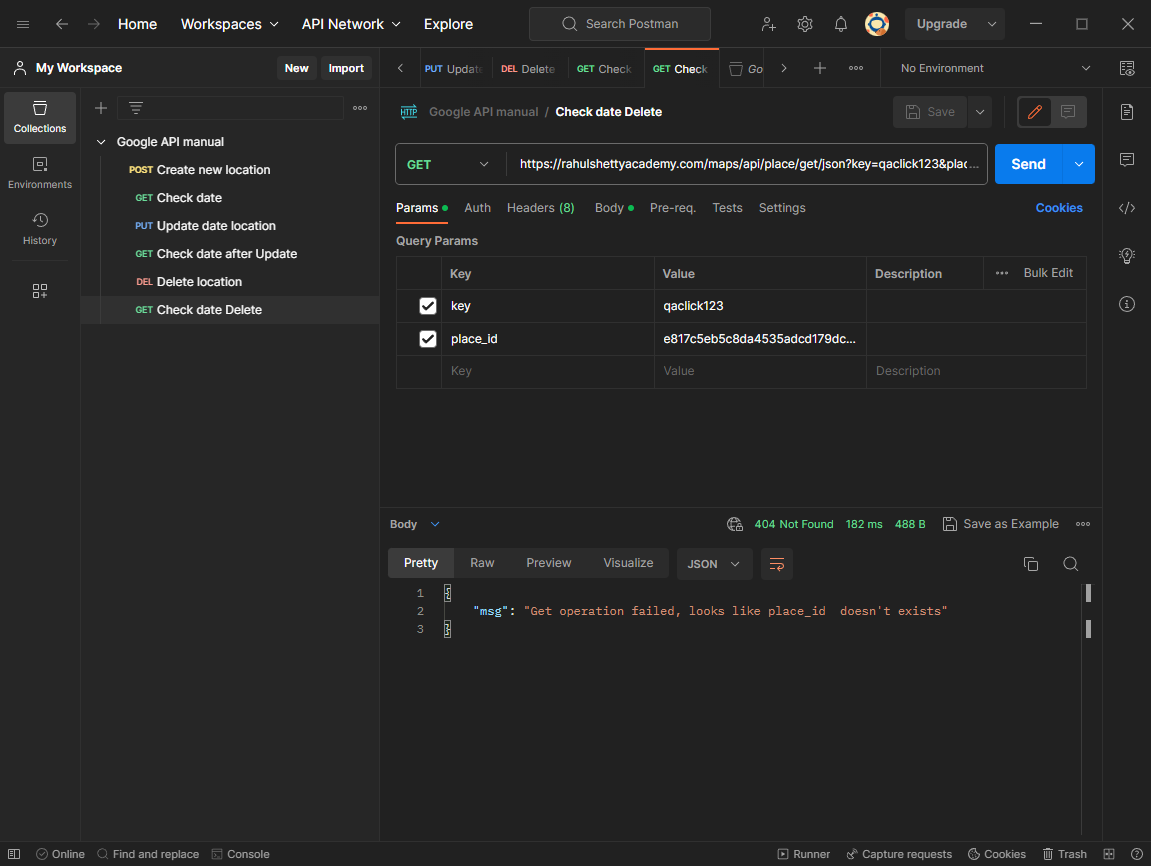 Home Workspaces API Network Explore Search Postman Upgrade
My Workspace New Import PUT Update DEL Delete GET Check GET Check Go No Environment
Collections
Environments
History
Google API manual
POST Create new location
GET Check date
PUT Update date location
GET Check date after Update
DEL Delete location
GET Check date Delete
HTTP Google API manual / Check date Delete Save
GET https://rahulshettyacademy.com/maps/api/place/get/json?key=qaclick123&plac... Send
Params Auth Headers (8) Body Pre-req. Tests Settings Cookies
Query Params
Key Value Description Bulk Edit
key qaclick123
place_id e817c5eb5c8da4535adcd179dc...
Key Value Description
Body 404 Not Found 182 ms 488 B Save as Example
Pretty Raw Preview Visualize JSON
1 {
2 "msg": "Get operation failed, looks like place_id  doesn't exists"
3 }
Online Find and replace Console Runner Capture requests Cookies Trash